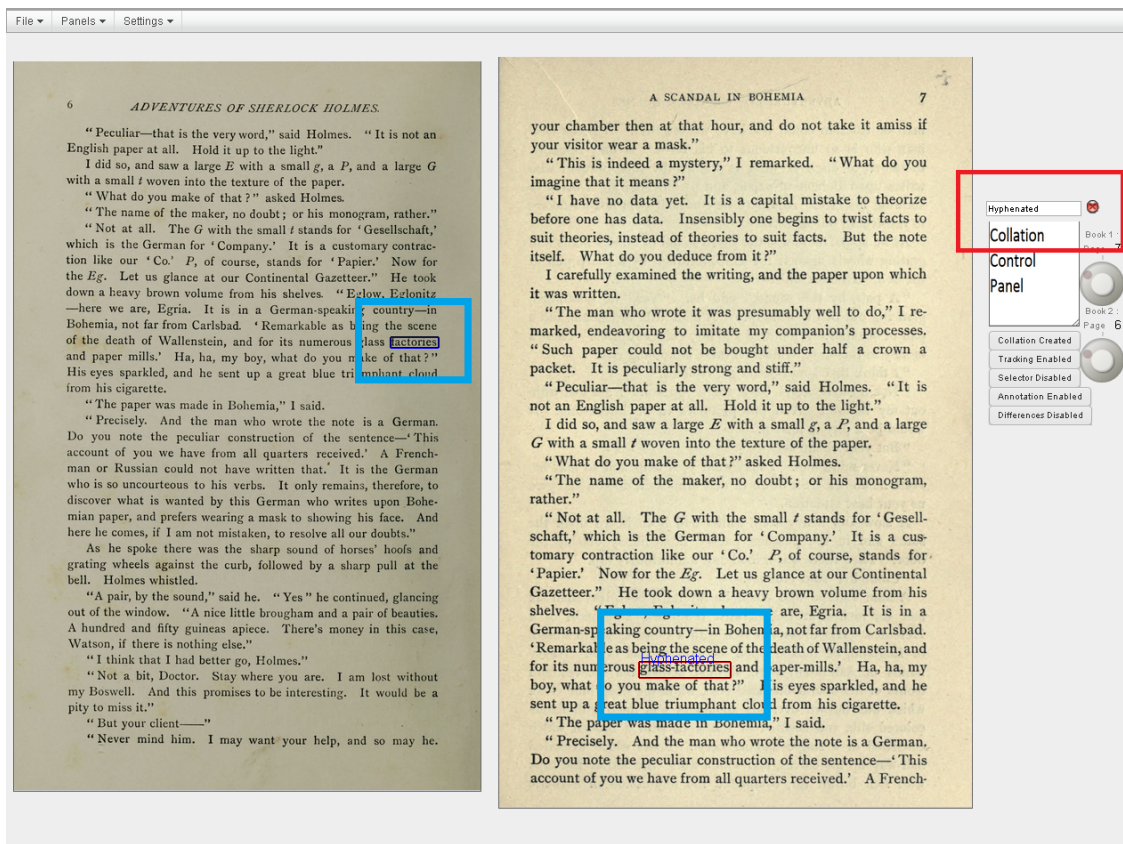 File ▾ Panels ▾ Settings ▾
6 ADVENTURES OF SHERLOCK HOLMES.
“Peculiar—that is the very word,” said Holmes. “It is not an
English paper at all. Hold it up to the light.”
I did so, and saw a large E with a small g, a P, and a large G
with a small t woven into the texture of the paper.
“What do you make of that?” asked Holmes.
“The name of the maker, no doubt; or his monogram, rather.”
“Not at all. The G with the small t stands for ‘Gesellschaft,’
which is the German for ‘Company.’ It is a customary contrac-
tion like our ‘Co.’ P, of course, stands for ‘Papier.’ Now for
the Eg. Let us glance at our Continental Gazetteer.” He took
down a heavy brown volume from his shelves. “Eglow, Eglonitz
—here we are, Egria. It is in a German-speaking country—in
Bohemia, not far from Carlsbad. ‘Remarkable as being the scene
of the death of Wallenstein, and for its numerous glass factories
and paper mills.’ Ha, ha, my boy, what do you make of that?”
His eyes sparkled, and he sent up a great blue triumphant cloud
from his cigarette.
“The paper was made in Bohemia,” I said.
“Precisely. And the man who wrote the note is a German.
Do you note the peculiar construction of the sentence—‘This
account of you we have from all quarters received.’ A French-
man or Russian could not have written that. It is the German
who is so uncourteous to his verbs. It only remains, therefore, to
discover what is wanted by this German who writes upon Bohe-
mian paper, and prefers wearing a mask to showing his face. And
here he comes, if I am not mistaken, to resolve all our doubts.”
As he spoke there was the sharp sound of horses’ hoofs and
grating wheels against the curb, followed by a sharp pull at the
bell. Holmes whistled.
“A pair, by the sound,” said he. “Yes” he continued, glancing
out of the window. “A nice little brougham and a pair of beauties.
A hundred and fifty guineas apiece. There’s money in this case,
Watson, if there is nothing else.”
“I think that I had better go, Holmes.”
“Not a bit, Doctor. Stay where you are. I am lost without
my Boswell. And this promises to be interesting. It would be a
pity to miss it.”
“But your client——”
“Never mind him. I may want your help, and so may he.
A SCANDAL IN BOHEMIA 7
your chamber then at that hour, and do not take it amiss if
your visitor wear a mask.”
“This is indeed a mystery,” I remarked. “What do you
imagine that it means?”
“I have no data yet. It is a capital mistake to theorize
before one has data. Insensibly one begins to twist facts to
suit theories, instead of theories to suit facts. But the note
itself. What do you deduce from it?”
I carefully examined the writing, and the paper upon which
it was written.
“The man who wrote it was presumably well to do,” I re-
marked, endeavoring to imitate my companion’s processes.
“Such paper could not be bought under half a crown a
packet. It is peculiarly strong and stiff.”
“Peculiar—that is the very word,” said Holmes. “It is
not an English paper at all. Hold it up to the light.”
I did so, and saw a large E with a small g, a P, and a large
G with a small t woven into the texture of the paper.
“What do you make of that?” asked Holmes.
“The name of the maker, no doubt; or his monogram,
rather.”
“Not at all. The G with the small t stands for ‘Gesell-
schaft,’ which is the German for ‘Company.’ It is a cus-
tomary contraction like our ‘Co.’ P, of course, stands for
‘Papier.’ Now for the Eg. Let us glance at our Continental
Gazetteer.” He took down a heavy brown volume from his
shelves. are, Egria. It is in a
German-speaking country—in Bohemia, not far from Carlsbad.
‘Remarkable as being the scene of the death of Wallenstein, and
Hyphenated
for its numerous glass-factories and paper-mills.’ Ha, ha, my
boy, what do you make of that?” His eyes sparkled, and he
sent up a great blue triumphant cloud from his cigarette.
“The paper was made in Bohemia,” I said.
“Precisely. And the man who wrote the note is a German.
Do you note the peculiar construction of the sentence—‘This
account of you we have from all quarters received.’ A French-
Hyphenated
Collation
Control
Panel
Book 1 :
Page 7
Book 2 :
Page 6
Collation Created
Tracking Enabled
Selector Disabled
Annotation Enabled
Differences Disabled